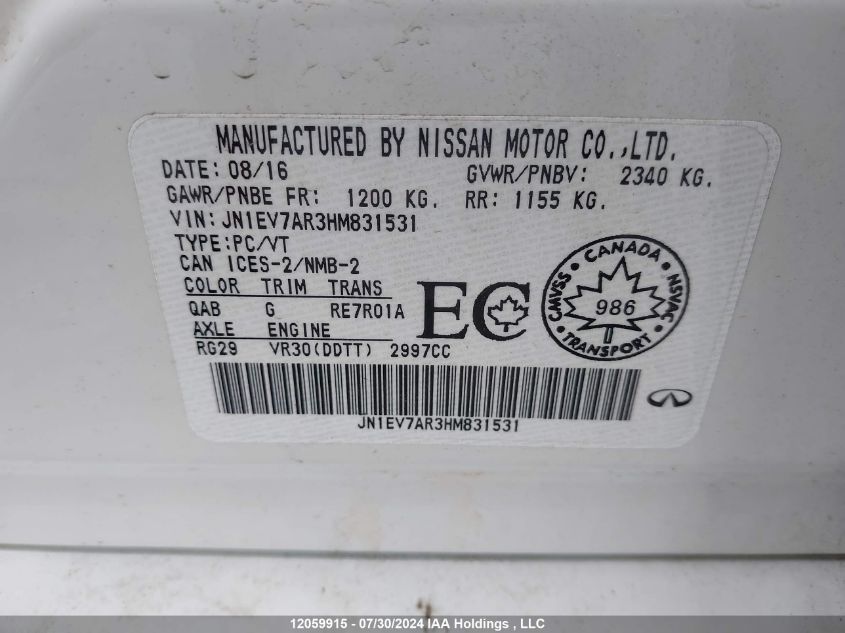 MANUFACTURED BY NISSAN MOTOR CO.,LTD.
DATE: 08/16 GVWR/PNBV: 2340 KG.
GAWR/PNBE FR: 1200 KG. RR: 1155 KG.
VIN: JN1EV7AR3HM831531
TYPE:PC/VT
CAN ICES-2/NMB-2
COLOR TRIM TRANS
QAB G RE7R01A
AXLE ENGINE
RG29 VR30(DDTT) 2997CC
EC
CANADA
CMVSS 986 NSVAC
TRANSPORT
JN1EV7AR3HM831531
12059915 - 07/30/2024 IAA Holdings , LLC